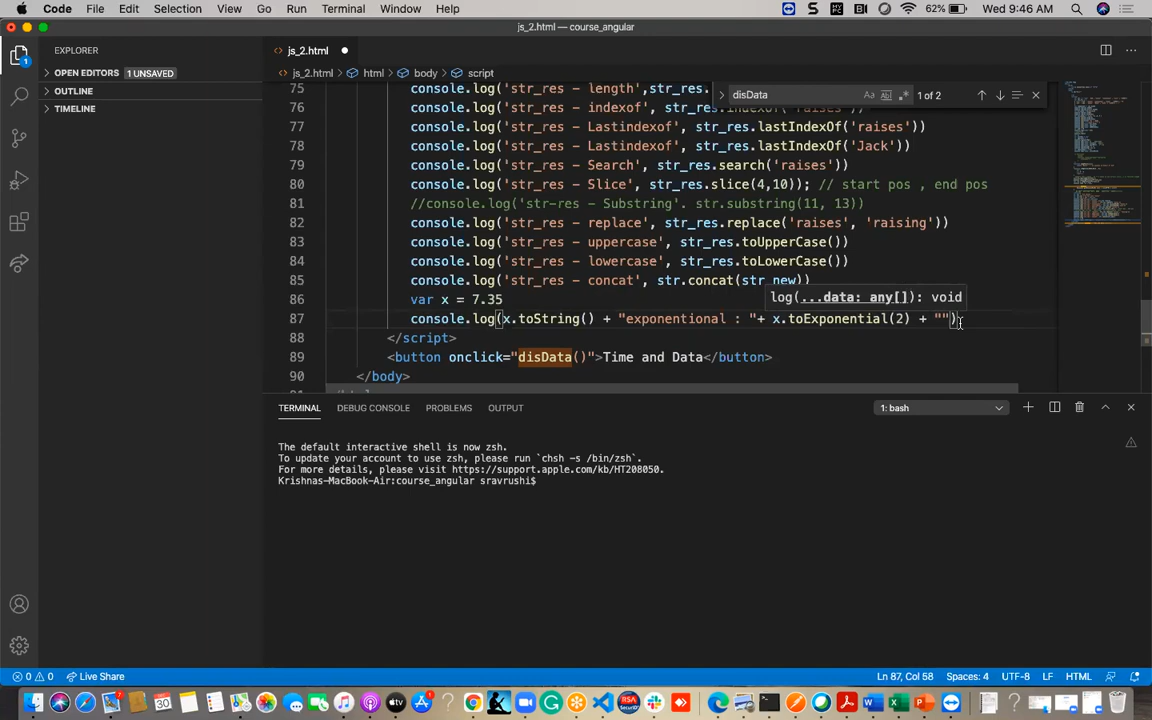 Code File Edit Selection View Go Run Terminal Window Help 62% Wed 9:46 AM
js_2.html — course_angular
EXPLORER
js_2.html
OPEN EDITORS 1 UNSAVED
js_2.html html body script
OUTLINE
TIMELINE
disData Aa 1 of 2
75 console.log('str_res - length',str_res.
76 console.log('str_res - indexof', str_res.indexOf('raises'))
77 console.log('str_res - Lastindexof', str_res.lastIndexOf('raises'))
78 console.log('str_res - Lastindexof', str_res.lastIndexOf('Jack'))
79 console.log('str_res - Search', str_res.search('raises'))
80 console.log('str_res - Slice', str_res.slice(4,10)); // start pos , end pos
81 //console.log('str-res - Substring'. str.substring(11, 13))
82 console.log('str_res - replace', str_res.replace('raises', 'raising'))
83 console.log('str_res - uppercase', str_res.toUpperCase())
84 console.log('str_res - lowercase', str_res.toLowerCase())
85 console.log('str_res - concat', str.concat(str_new))
86 var x = 7.35
log(...data: any[]): void
87 console.log(x.toString() + "exponentional : "+ x.toExponential(2) + "")
88 </script>
89 <button onclick="disData()">Time and Data</button>
90 </body>
TERMINAL DEBUG CONSOLE PROBLEMS OUTPUT 1: bash
The default interactive shell is now zsh.
To update your account to use zsh, please run `chsh -s /bin/zsh`.
For more details, please visit https://support.apple.com/kb/HT208050.
Krishnas-MacBook-Air:course_angular sravrushi$
0 0 Live Share Ln 87, Col 58 Spaces: 4 UTF-8 LF HTML